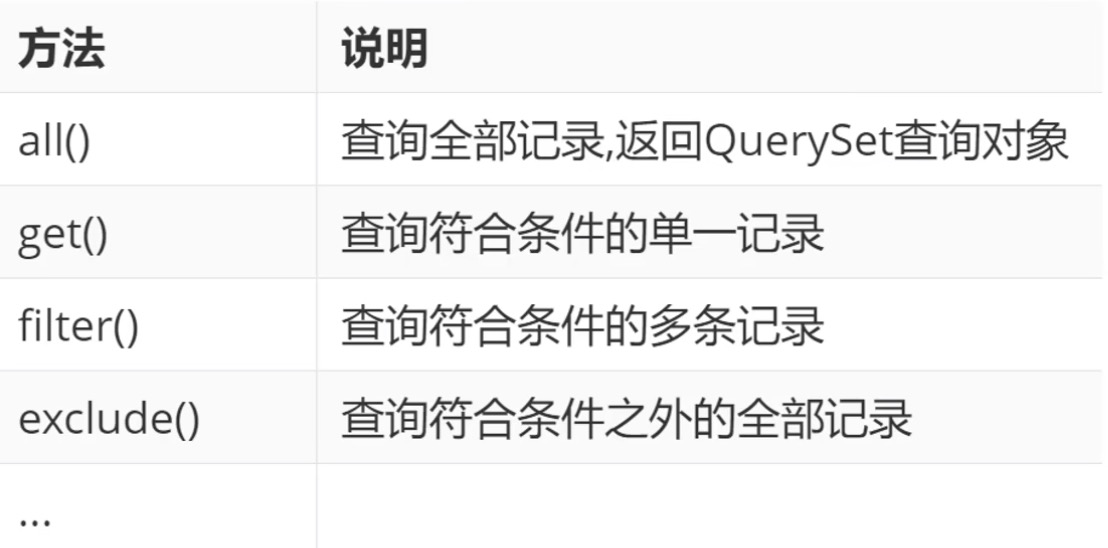 方法 说明
all() 查询全部记录,返回QuerySet查询对象
get() 查询符合条件的单一记录
filter() 查询符合条件的多条记录
exclude() 查询符合条件之外的全部记录
...